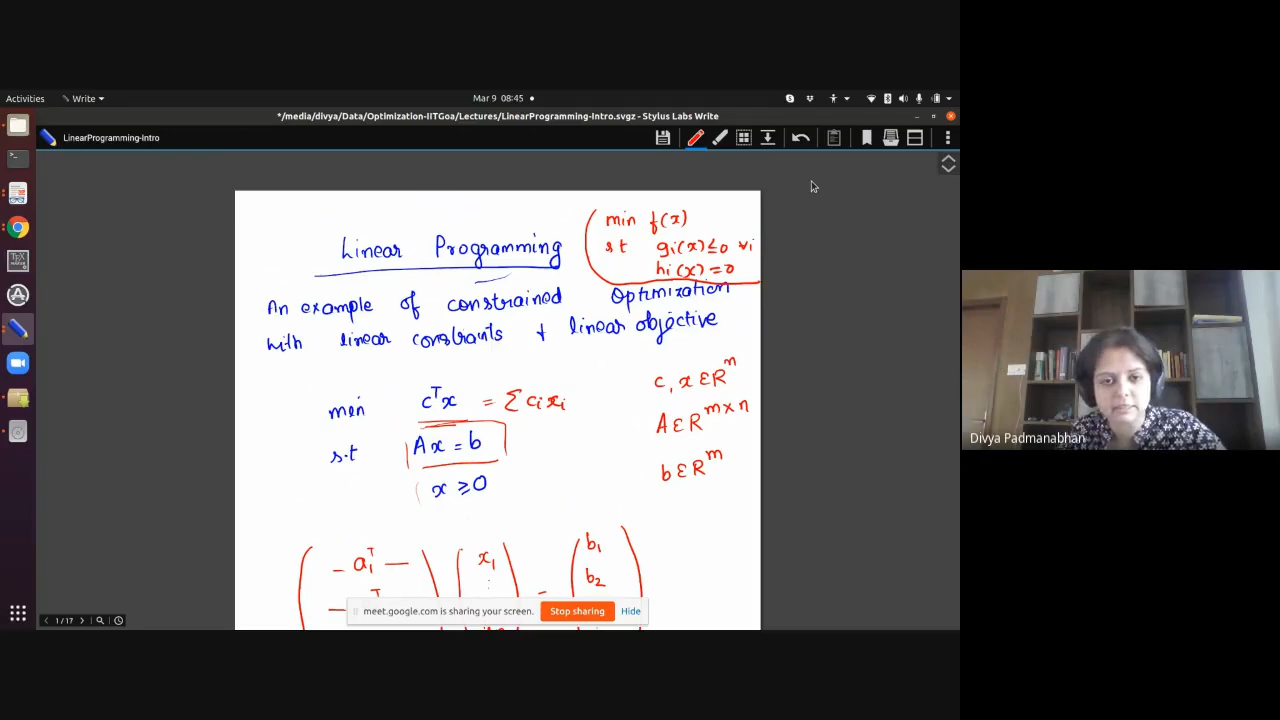 Activities Write Mar 9 08:45
*/media/divya/Data/Optimization-IITGoa/Lectures/LinearProgramming-Intro.svgz - Stylus Labs Write
LinearProgramming-Intro
Linear Programming
min f(x)
st gi(x) ≤ 0 ∀i
hi(x) = 0
An example of constrained Optimization
with linear constraints + linear objective
min cᵀx = Σ cixi
s.t Ax = b
x ≥ 0
c, x ∈ Rⁿ
A ∈ Rᵐˣⁿ
b ∈ Rᵐ
— a₁ᵀ — x₁ = b₁
: b₂
— ᵀ
meet.google.com is sharing your screen. Stop sharing Hide
1/17
Divya Padmanabhan